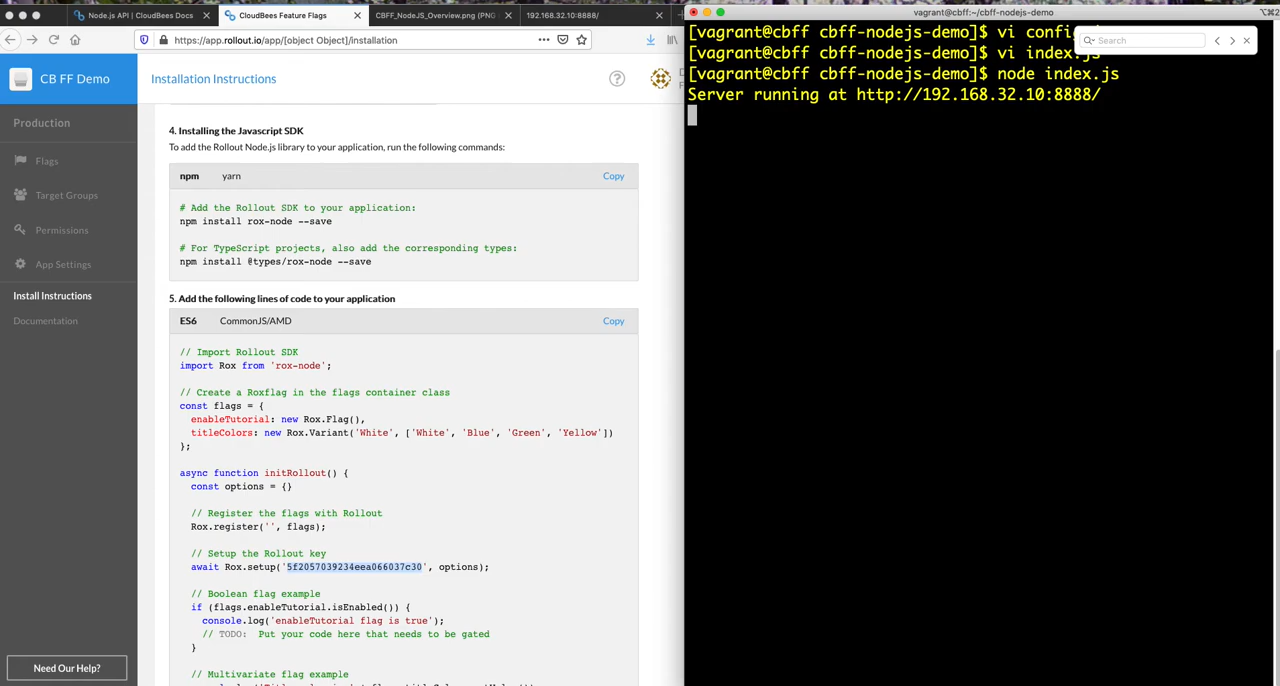 Node.js API | CloudBees Docs
CloudBees Feature Flags
CBFF_NodeJS_Overview.png (PNG
192.168.32.10:8888/
https://app.rollout.io/app/[object Object]/installation
CB FF Demo
Installation Instructions
Production
Flags
Target Groups
Permissions
App Settings
Install Instructions
Documentation
Need Our Help?
4. Installing the Javascript SDK
To add the Rollout Node.js library to your application, run the following commands:
npm yarn Copy
# Add the Rollout SDK to your application:
npm install rox-node --save
# For TypeScript projects, also add the corresponding types:
npm install @types/rox-node --save
5. Add the following lines of code to your application
ES6 CommonJS/AMD Copy
// Import Rollout SDK
import Rox from 'rox-node';
// Create a Roxflag in the flags container class
const flags = {
enableTutorial: new Rox.Flag(),
titleColors: new Rox.Variant('White', ['White', 'Blue', 'Green', 'Yellow'])
};
async function initRollout() {
const options = {}
// Register the flags with Rollout
Rox.register('', flags);
// Setup the Rollout key
await Rox.setup('5f2057039234eea066037c30', options);
// Boolean flag example
if (flags.enableTutorial.isEnabled()) {
console.log('enableTutorial flag is true');
// TODO: Put your code here that needs to be gated
}
// Multivariate flag example
vagrant@cbff:~/cbff-nodejs-demo
⌥⌘2
[vagrant@cbff cbff-nodejs-demo]$ vi confi
Search
[vagrant@cbff cbff-nodejs-demo]$ vi index.js
[vagrant@cbff cbff-nodejs-demo]$ node index.js
Server running at http://192.168.32.10:8888/